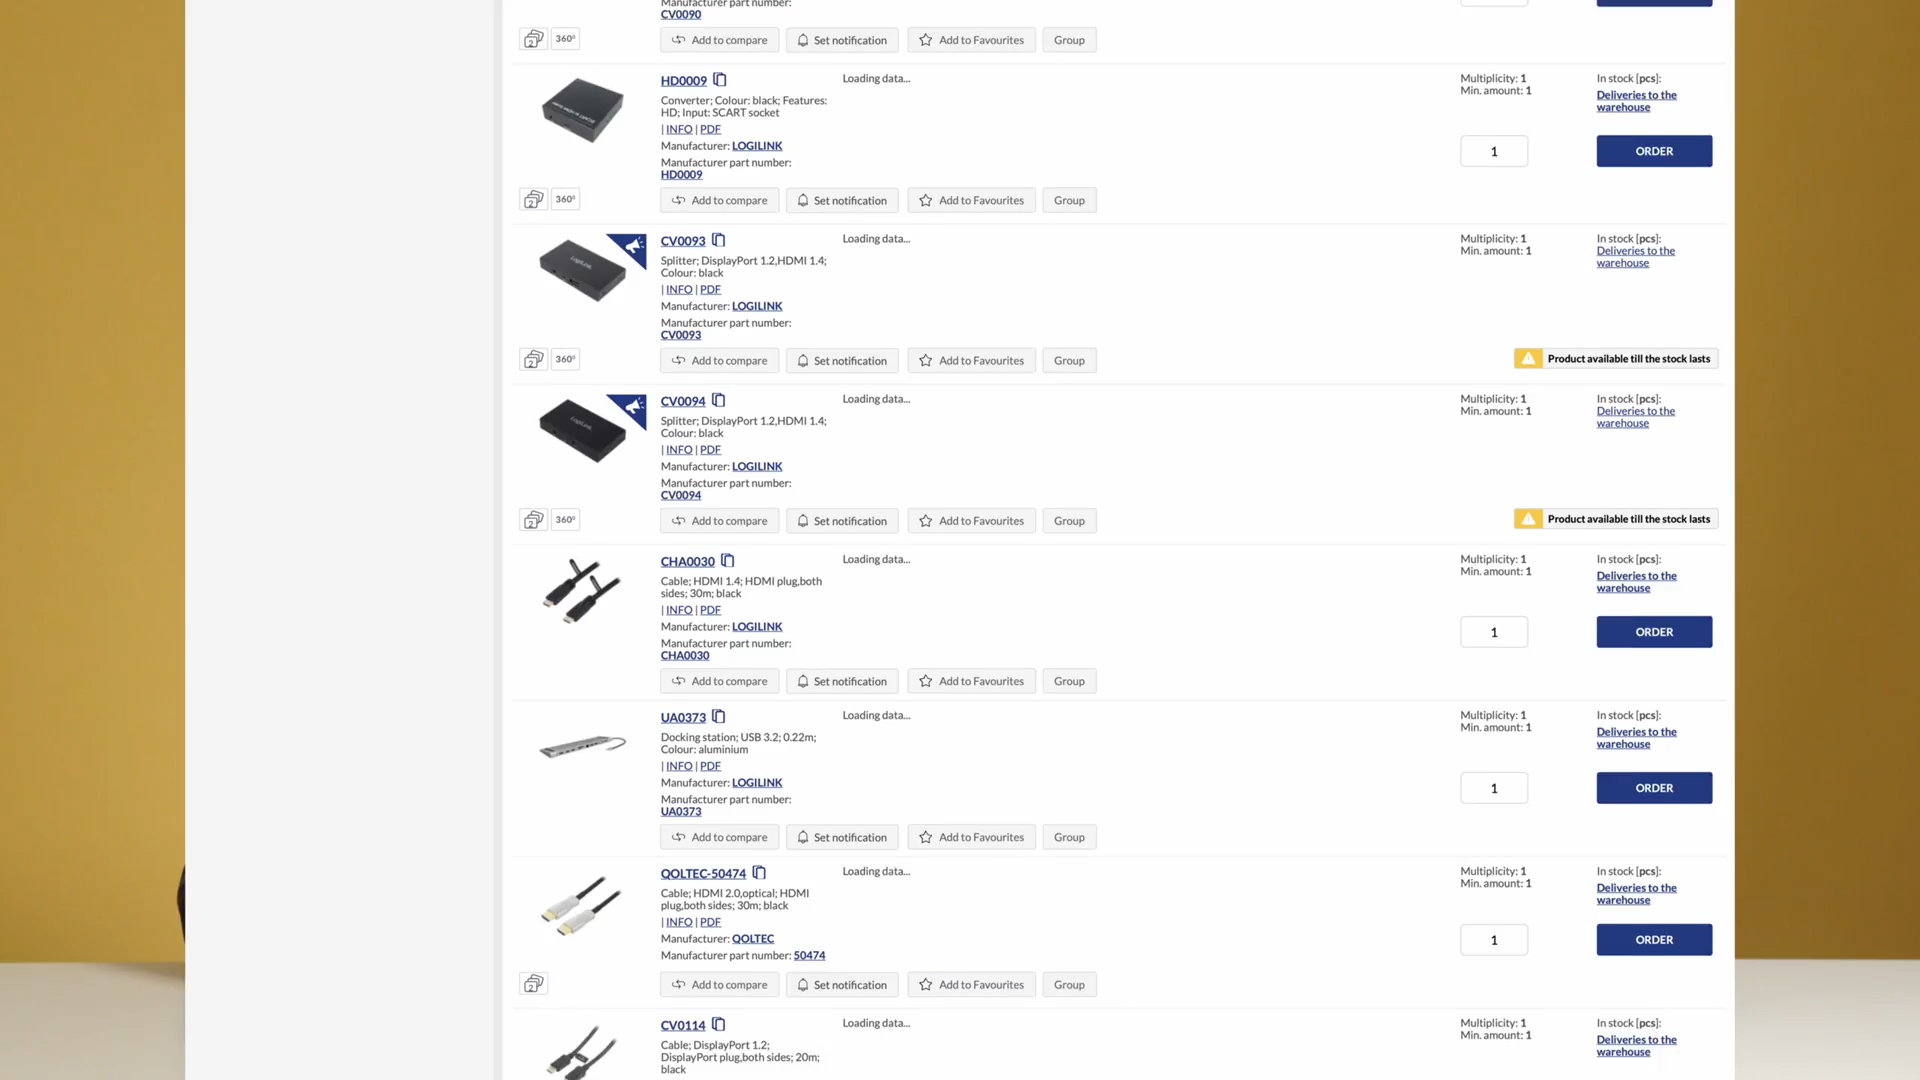 Manufacturer part number:
CV0090
2 360° Add to compare Set notification Add to Favourites Group
HD0009 Loading data... Multiplicity: 1 In stock [pcs]:
Min. amount: 1
Deliveries to the
warehouse
Converter; Colour: black; Features:
HD; Input: SCART socket
| INFO | PDF
Manufacturer: LOGILINK
1 ORDER
Manufacturer part number:
HD0009
2 360° Add to compare Set notification Add to Favourites Group
CV0093 Loading data... Multiplicity: 1 In stock [pcs]:
Min. amount: 1 Deliveries to the
warehouse
Splitter; DisplayPort 1.2,HDMI 1.4;
Colour: black
| INFO | PDF
Manufacturer: LOGILINK
Manufacturer part number:
CV0093
2 360° Add to compare Set notification Add to Favourites Group Product available till the stock lasts
CV0094 Loading data... Multiplicity: 1 In stock [pcs]:
Min. amount: 1 Deliveries to the
warehouse
Splitter; DisplayPort 1.2,HDMI 1.4;
Colour: black
| INFO | PDF
Manufacturer: LOGILINK
Manufacturer part number:
CV0094
2 360° Add to compare Set notification Add to Favourites Group Product available till the stock lasts
CHA0030 Loading data... Multiplicity: 1 In stock [pcs]:
Min. amount: 1 Deliveries to the
warehouse
Cable; HDMI 1.4; HDMI plug,both
sides; 30m; black
| INFO | PDF
Manufacturer: LOGILINK
1 ORDER
Manufacturer part number:
CHA0030
Add to compare Set notification Add to Favourites Group
UA0373 Loading data... Multiplicity: 1 In stock [pcs]:
Min. amount: 1 Deliveries to the
warehouse
Docking station; USB 3.2; 0.22m;
Colour: aluminium
| INFO | PDF
Manufacturer: LOGILINK
1 ORDER
Manufacturer part number:
UA0373
Add to compare Set notification Add to Favourites Group
QOLTEC-50474 Loading data... Multiplicity: 1 In stock [pcs]:
Min. amount: 1 Deliveries to the
warehouse
Cable; HDMI 2.0,optical; HDMI
plug,both sides; 30m; black
| INFO | PDF
Manufacturer: QOLTEC
1 ORDER
Manufacturer part number: 50474
2 Add to compare Set notification Add to Favourites Group
CV0114 Loading data... Multiplicity: 1 In stock [pcs]:
Min. amount: 1 Deliveries to the
warehouse
Cable; DisplayPort 1.2;
DisplayPort plug,both sides; 20m;
black